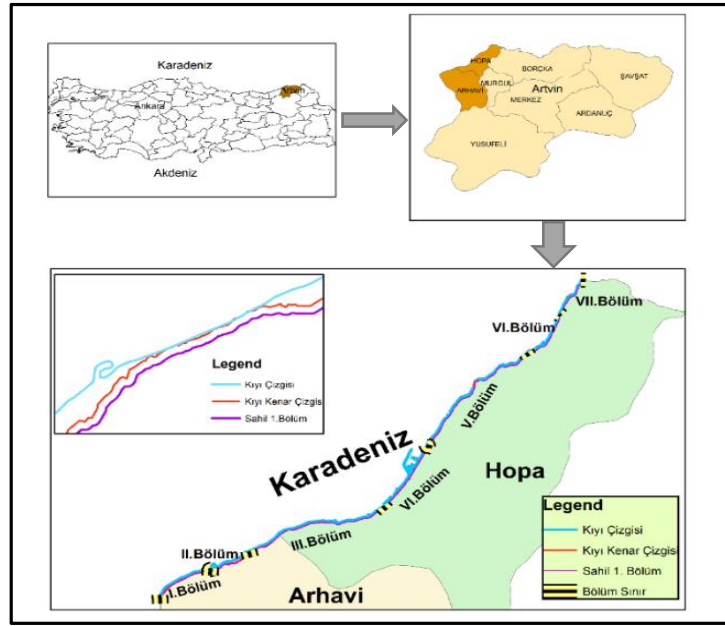 Karadeniz
Artvin
Ankara
Akdeniz
HOPA
BORÇKA
ŞAVŞAT
ARHAVİ
MURGUL
Artvin
MERKEZ
ARDANUÇ
YUSUFELİ
Legend
Kıyı Çizgisi
Kıyı Kenar Çizgis
Sahil 1.Bölüm
VII.Bölüm
VI.Bölüm
V.Bölüm
Karadeniz
Hopa
VI.Bölüm
II.Bölüm
III.Bölüm
I.Bölüm
Arhavi
Legend
Kıyı Çizgisi
Kıyı Kenar Çizgisi
Sahil 1. Bölüm
Bölüm Sınır